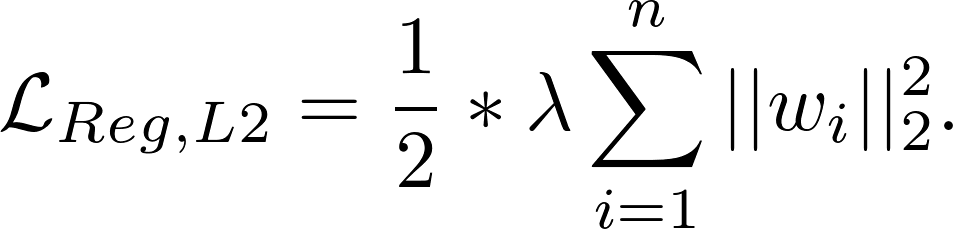 $\mathcal{L}_{Reg,L2} = \frac{1}{2} * \lambda \sum_{i=1}^{n} ||w_i||_2^2.$